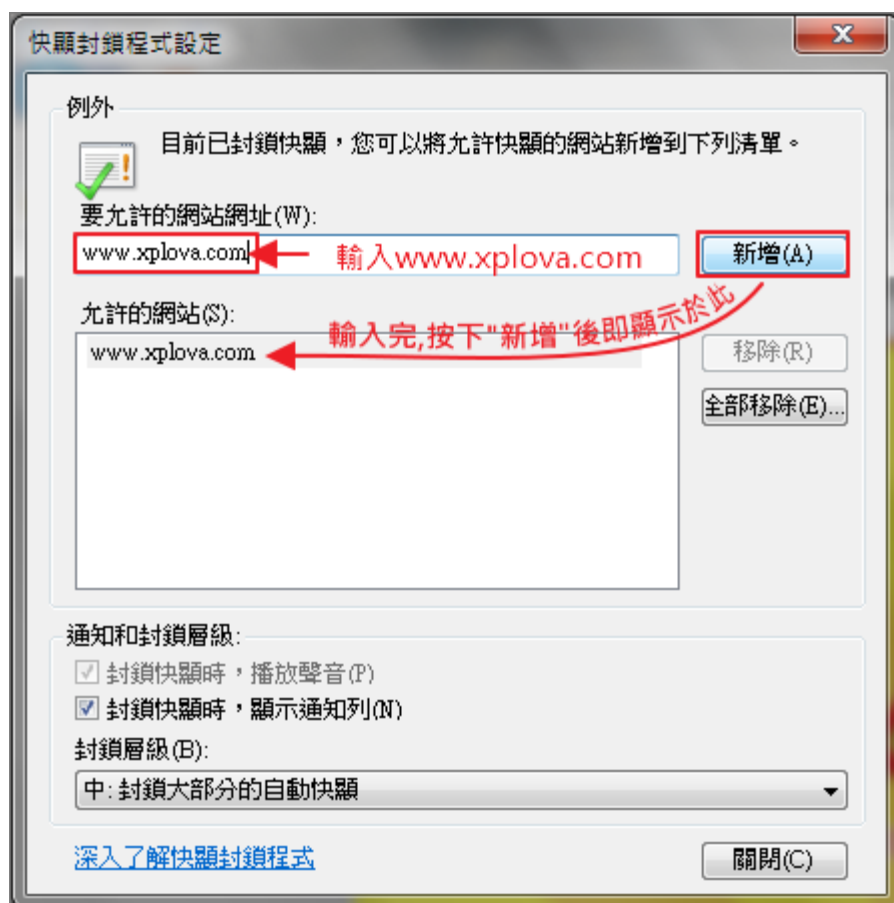 快顯封鎖程式設定
例外
目前已封鎖快顯，您可以將允許快顯的網站新增到下列清單。
要允許的網站網址(W):
www.xplova.com
輸入www.xplova.com
新增(A)
允許的網站(S):
輸入完,按下"新增"後即顯示於此
www.xplova.com
移除(R)
全部移除(E)...
通知和封鎖層級:
封鎖快顯時，播放聲音(P)
封鎖快顯時，顯示通知列(N)
封鎖層級(B):
中: 封鎖大部分的自動快顯
深入了解快顯封鎖程式
關閉(C)